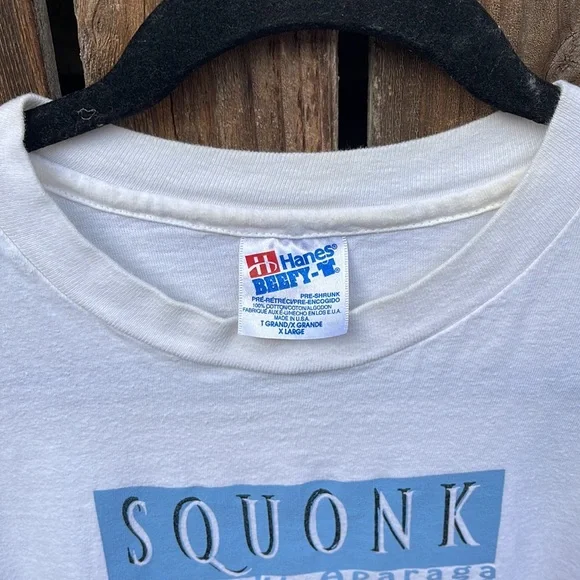 Hanes®
BEEFY-T®
PRE-SHRUNK
PRÉ-RÉTRÉCI/PRE-ENCOGIDO
100% COTTON/COTON/ALGODON
FABRIQUÉ AUX É-U/HECHO EN LOS E.U.A.
MADE IN U.S.A.
T GRAND/X GRANDE
X LARGE
SQUONK